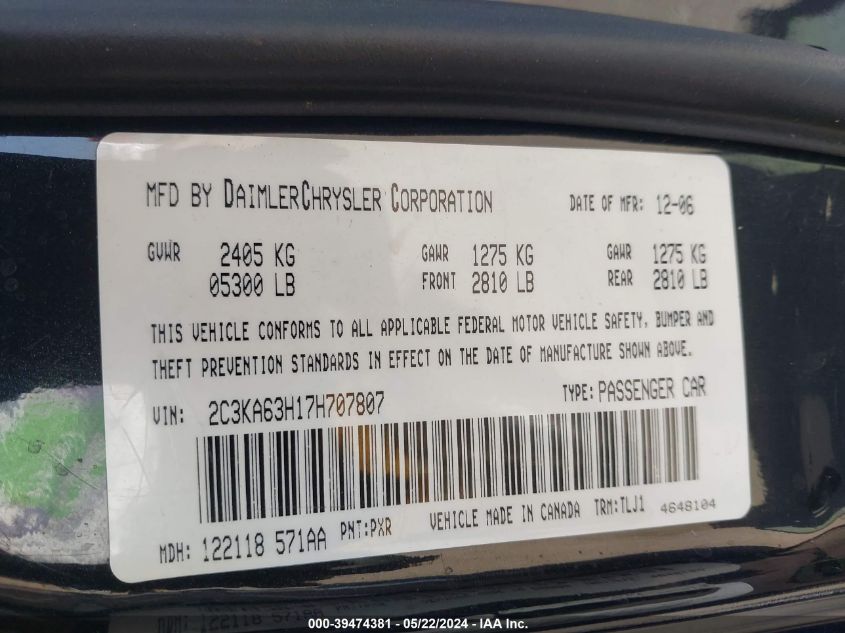 MFD BY DAIMLERCHRYSLER CORPORATION DATE OF MFR: 12-06
GVWR 2405 KG GAWR 1275 KG GAWR 1275 KG
05300 LB FRONT 2810 LB REAR 2810 LB
THIS VEHICLE CONFORMS TO ALL APPLICABLE FEDERAL MOTOR VEHICLE SAFETY, BUMPER AND
THEFT PREVENTION STANDARDS IN EFFECT ON THE DATE OF MANUFACTURE SHOWN ABOVE.
VIN: 2C3KA63H17H707807 TYPE: PASSENGER CAR
MDH: 122118 571AA PNT:PXR VEHICLE MADE IN CANADA TRM:TLJ1 4648104
000-39474381 - 05/22/2024 - IAA Inc.